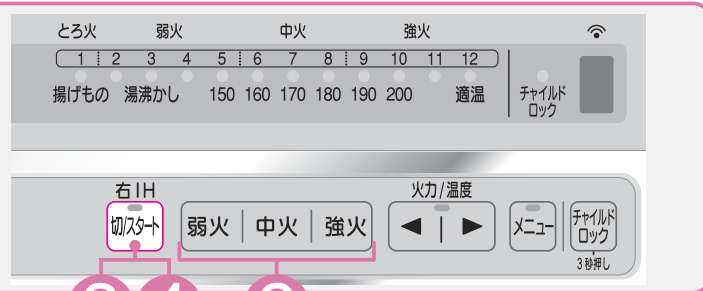 とろ火 弱火 中火 強火
1 2 3 4 5 6 7 8 9 10 11 12
揚げもの 湯沸かし 150 160 170 180 190 200 適温
チャイルド
ロック
右IH 火力/温度
切/スタート 弱火 中火 強火 ◀ ▶ メニュー
チャイルド
ロック
3秒押し